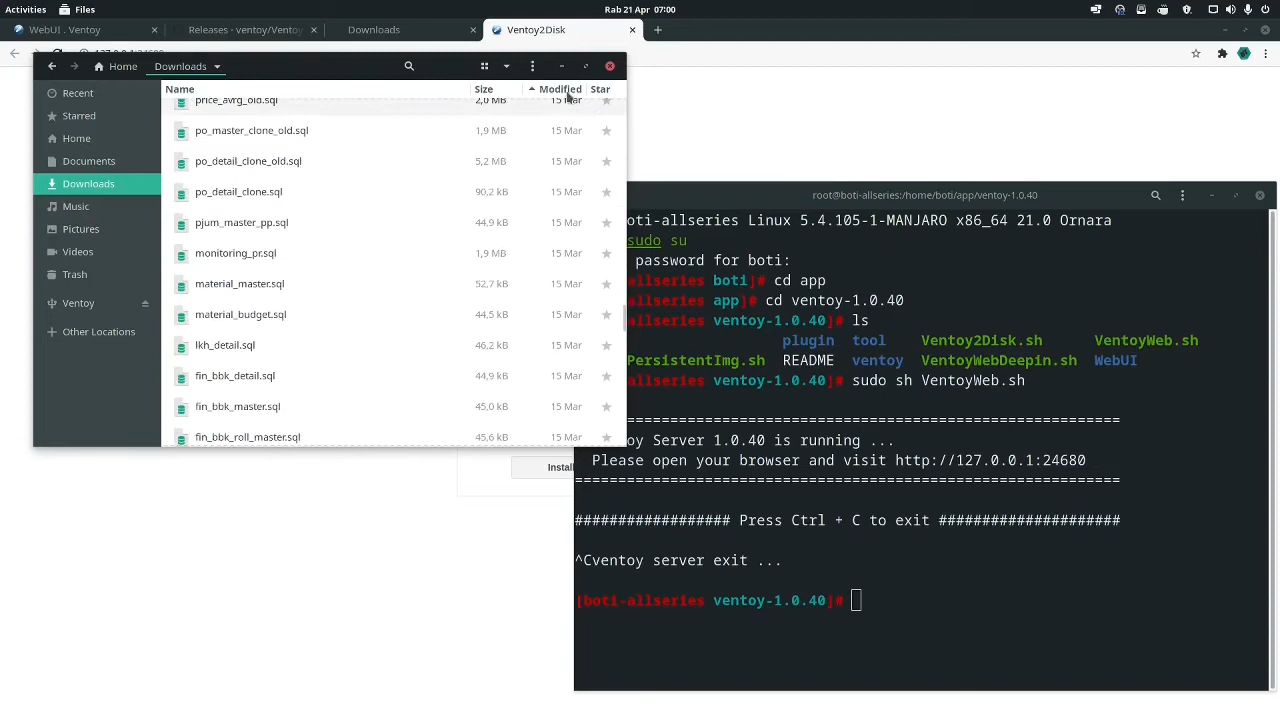 Activities Files Rab 21 Apr 07:00
WebUI . Ventoy
Releases · ventoy/Vento
Downloads
Ventoy2Disk
Home Downloads
Recent
Starred
Home
Documents
Downloads
Music
Pictures
Videos
Trash
Ventoy
Other Locations
Name Size Modified Star
price_avrg_old.sql 2,0 MB 15 Mar
po_master_clone_old.sql 1,9 MB 15 Mar
po_detail_clone_old.sql 5,2 MB 15 Mar
po_detail_clone.sql 90,2 kB 15 Mar
pjum_master_pp.sql 44,9 kB 15 Mar
monitoring_pr.sql 1,9 MB 15 Mar
material_master.sql 52,7 kB 15 Mar
material_budget.sql 44,5 kB 15 Mar
lkh_detail.sql 46,2 kB 15 Mar
fin_bbk_detail.sql 44,9 kB 15 Mar
fin_bbk_master.sql 45,0 kB 15 Mar
fin_bbk_roll_master.sql 45,6 kB 15 Mar
Install
root@boti-allseries:/home/boti/app/ventoy-1.0.40
boti-allseries Linux 5.4.105-1-MANJARO x86_64 21.0 Ornara
sudo su
password for boti:
allseries boti]# cd app
allseries app]# cd ventoy-1.0.40
allseries ventoy-1.0.40]# ls
plugin tool Ventoy2Disk.sh VentoyWeb.sh
PersistentImg.sh README ventoy VentoyWebDeepin.sh WebUI
allseries ventoy-1.0.40]# sudo sh VentoyWeb.sh
===================================================
oy Server 1.0.40 is running ...
Please open your browser and visit http://127.0.0.1:24680
======================================================
################# Press Ctrl + C to exit #####################
^Cventoy server exit ...
[boti-allseries ventoy-1.0.40]#